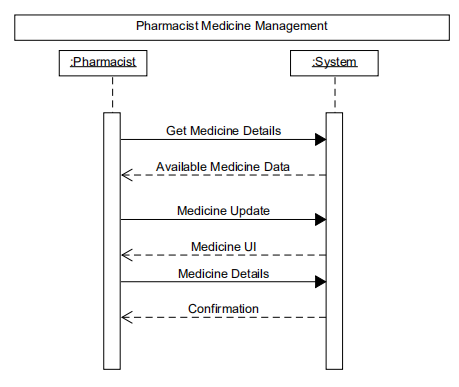 Pharmacist Medicine Management
:Pharmacist
:System
Get Medicine Details
Available Medicine Data
Medicine Update
Medicine UI
Medicine Details
Confirmation